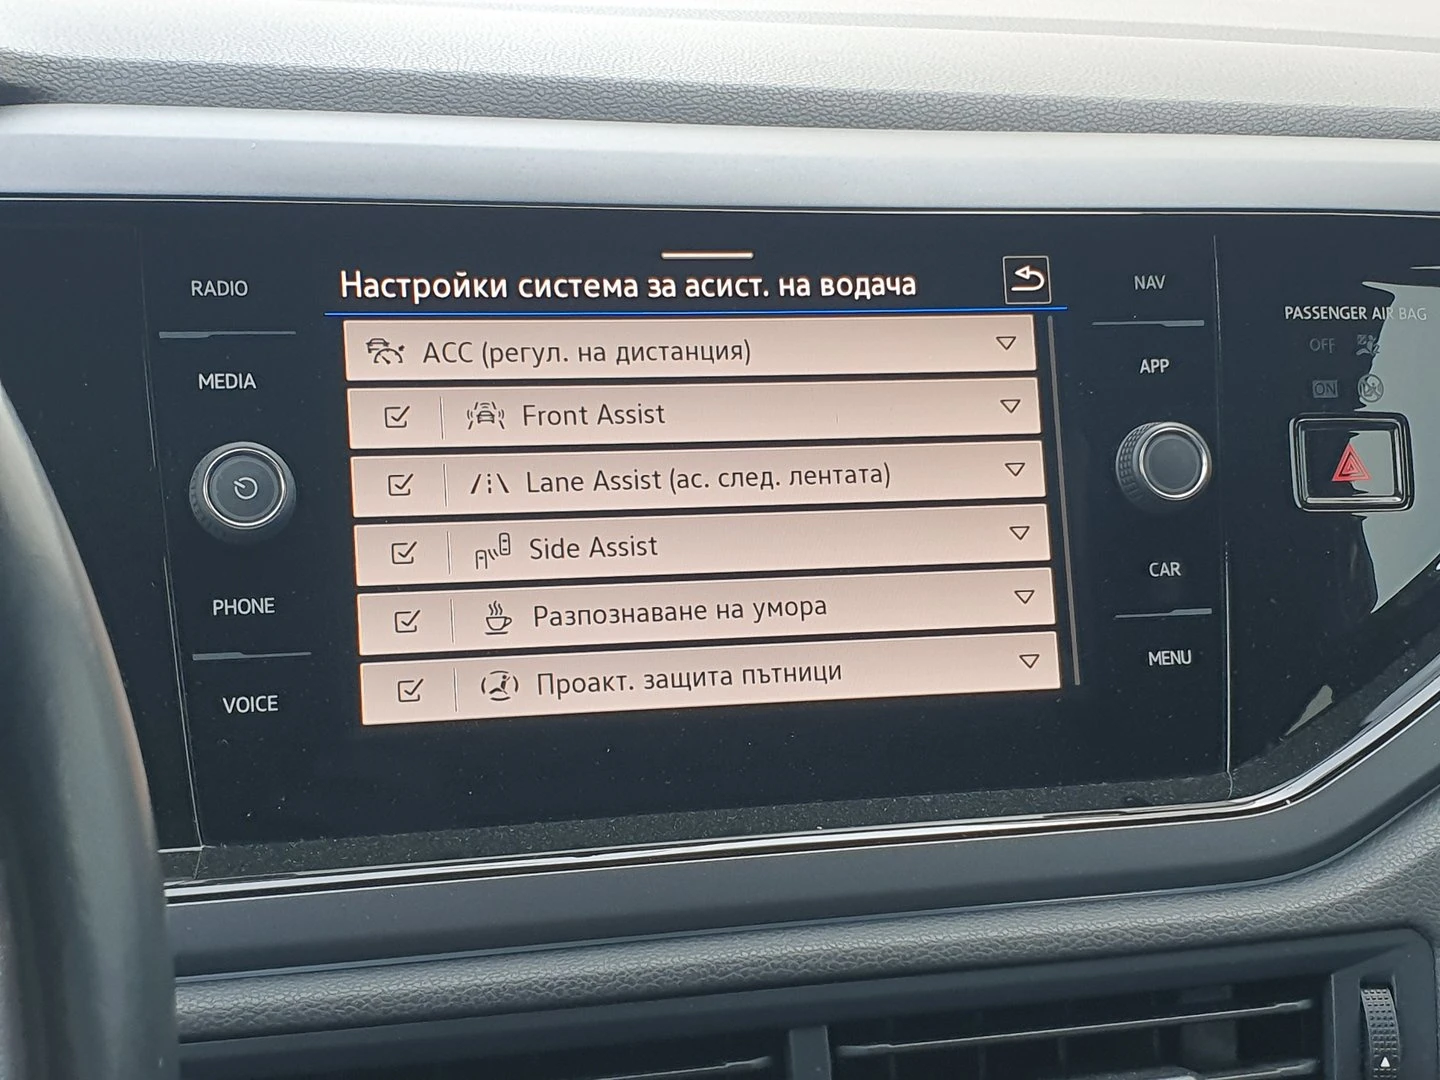 RADIO
MEDIA
PHONE
VOICE
Настройки система за асист. на водача
ACC (регул. на дистанция)
Front Assist
Lane Assist (ас. след. лентата)
Side Assist
Разпознаване на умора
Проакт. защита пътници
NAV
APP
CAR
MENU
PASSENGER AIR BAG
OFF
ON